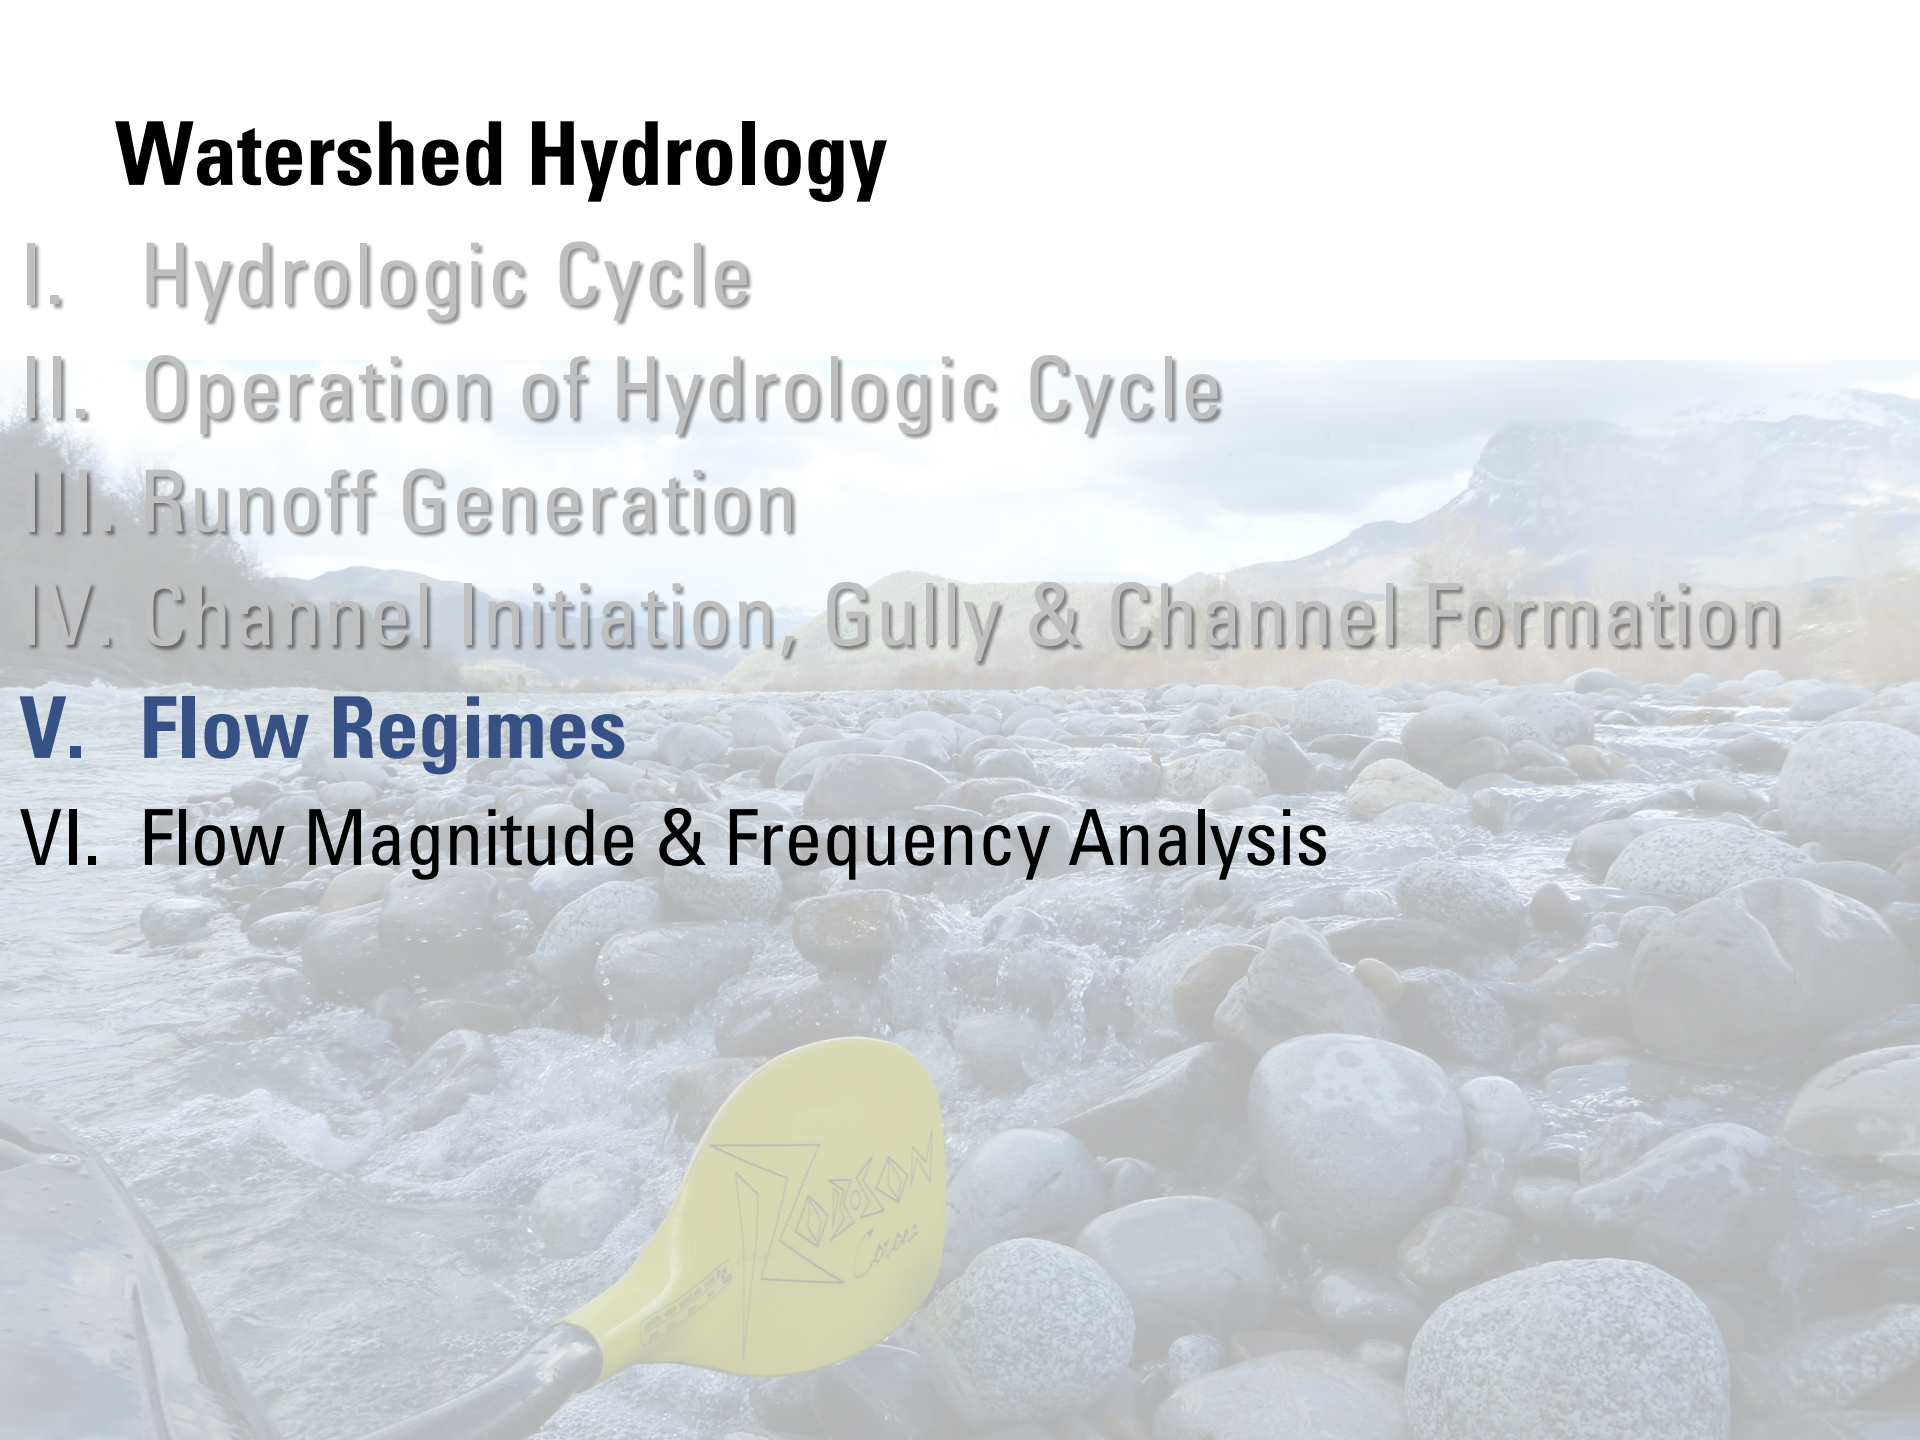 Watershed Hydrology
I. Hydrologic Cycle
II. Operation of Hydrologic Cycle
III. Runoff Generation
IV. Channel Initiation, Gully & Channel Formation
V. Flow Regimes
VI. Flow Magnitude & Frequency Analysis
ROBSON
Corona